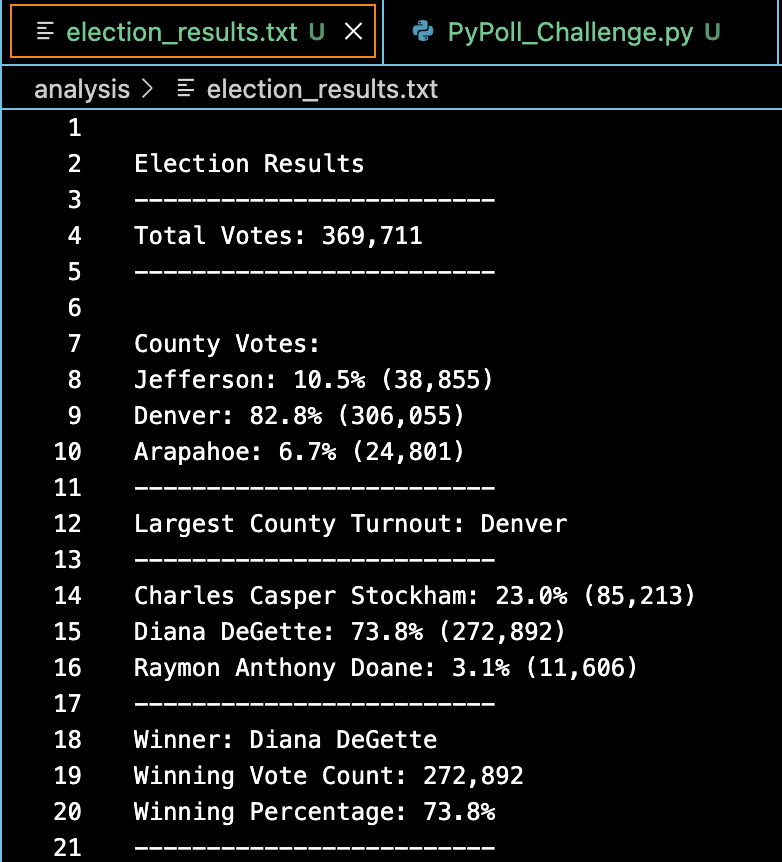 election_results.txt U PyPoll_Challenge.py U
analysis > election_results.txt
1
2 Election Results
3 -------------------------
4 Total Votes: 369,711
5 -------------------------
6
7 County Votes:
8 Jefferson: 10.5% (38,855)
9 Denver: 82.8% (306,055)
10 Arapahoe: 6.7% (24,801)
11 -------------------------
12 Largest County Turnout: Denver
13 -------------------------
14 Charles Casper Stockham: 23.0% (85,213)
15 Diana DeGette: 73.8% (272,892)
16 Raymon Anthony Doane: 3.1% (11,606)
17 -------------------------
18 Winner: Diana DeGette
19 Winning Vote Count: 272,892
20 Winning Percentage: 73.8%
21 -------------------------